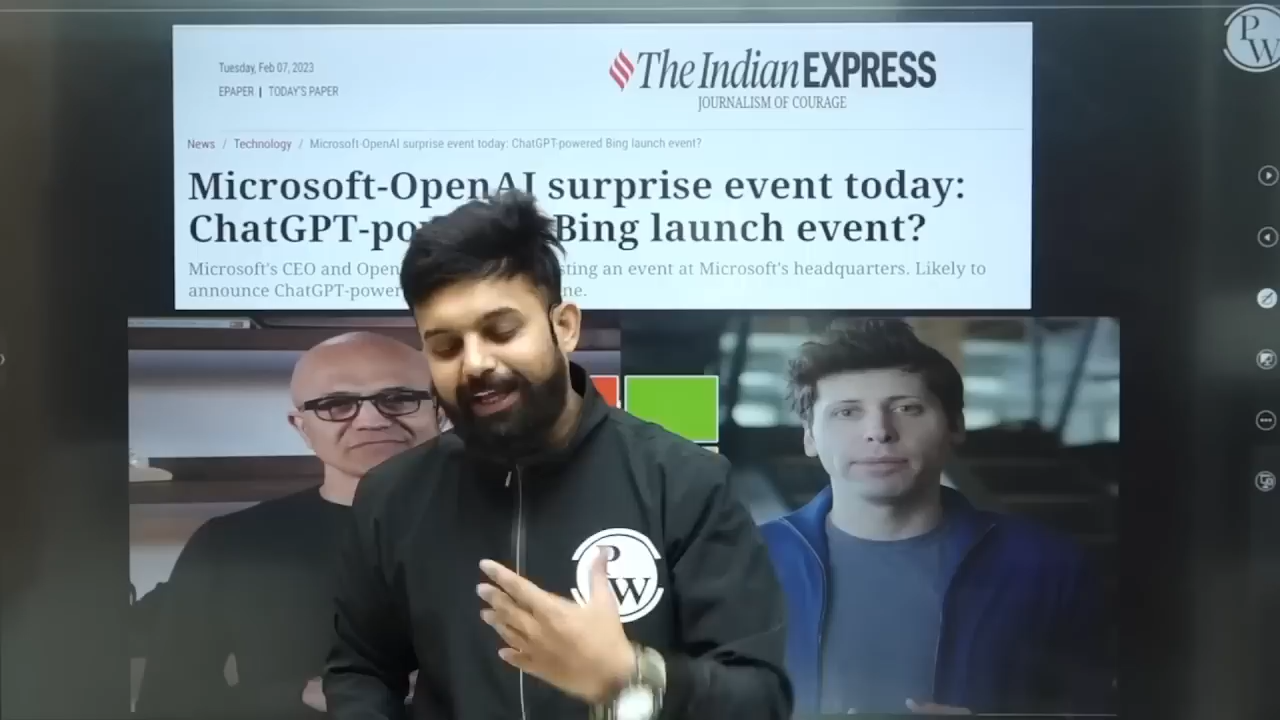 Tuesday, Feb 07, 2023
The Indian EXPRESS
EPAPER | TODAY'S PAPER
JOURNALISM OF COURAGE
News / Technology / Microsoft-OpenAI surprise event today: ChatGPT-powered Bing launch event?
Microsoft-OpenAI surprise event today:
ChatGPT-po Bing launch event?
Microsoft's CEO and Open sting an event at Microsoft's headquarters. Likely to
announce ChatGPT-power ne.
PW
PW